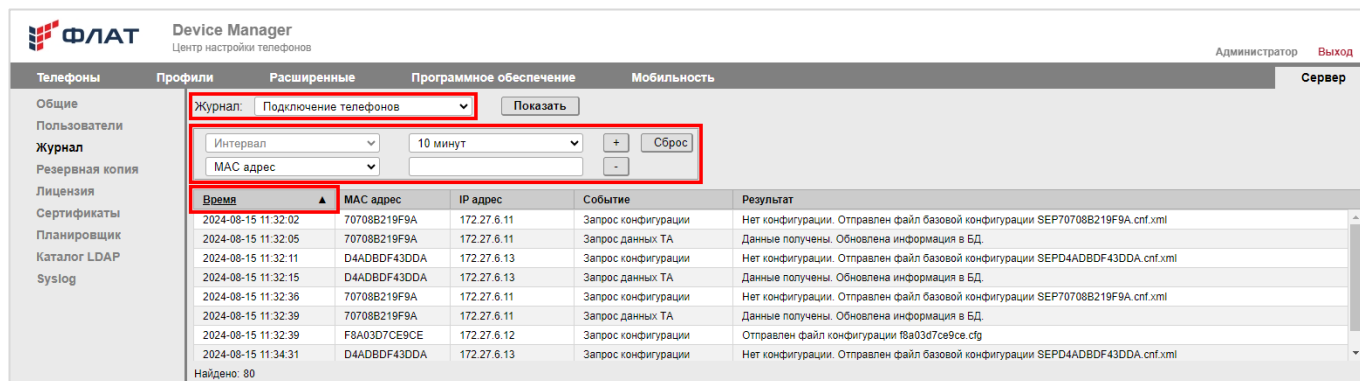 ФЛАТ
Device Manager
Центр настройки телефонов
Администратор Выход
Телефоны Профили Расширенные Программное обеспечение Мобильность Сервер
Общие
Пользователи
Журнал
Резервная копия
Лицензия
Сертификаты
Планировщик
Каталог LDAP
Syslog
Журнал: Подключение телефонов Показать
Интервал 10 минут + Сброс
MAC адрес -
Время ▲ MAC адрес IP адрес Событие Результат
2024-08-15 11:32:02 70708B219F9A 172.27.6.11 Запрос конфигурации Нет конфигурации. Отправлен файл базовой конфигурации SEP70708B219F9A.cnf.xml
2024-08-15 11:32:05 70708B219F9A 172.27.6.11 Запрос данных ТА Данные получены. Обновлена информация в БД.
2024-08-15 11:32:11 D4ADBDF43DDA 172.27.6.13 Запрос конфигурации Нет конфигурации. Отправлен файл базовой конфигурации SEPD4ADBDF43DDA.cnf.xml
2024-08-15 11:32:15 D4ADBDF43DDA 172.27.6.13 Запрос данных ТА Данные получены. Обновлена информация в БД.
2024-08-15 11:32:36 70708B219F9A 172.27.6.11 Запрос конфигурации Нет конфигурации. Отправлен файл базовой конфигурации SEP70708B219F9A.cnf.xml
2024-08-15 11:32:39 70708B219F9A 172.27.6.11 Запрос данных ТА Данные получены. Обновлена информация в БД.
2024-08-15 11:32:39 F8A03D7CE9CE 172.27.6.12 Запрос конфигурации Отправлен файл конфигурации f8a03d7ce9ce.cfg
2024-08-15 11:34:31 D4ADBDF43DDA 172.27.6.13 Запрос конфигурации Нет конфигурации. Отправлен файл базовой конфигурации SEPD4ADBDF43DDA.cnf.xml
Найдено: 80